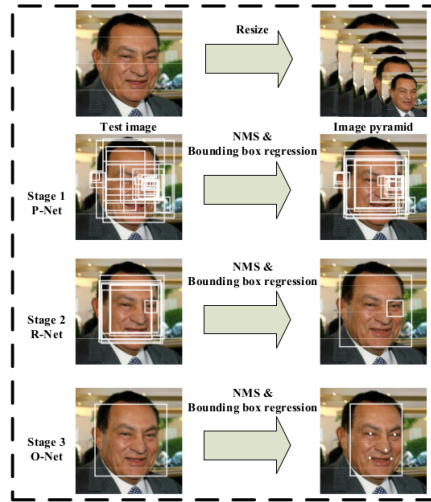 Resize
Test image
Image pyramid
NMS &
Bounding box regression
Stage 1
P-Net
NMS &
Bounding box regression
Stage 2
R-Net
NMS &
Bounding box regression
Stage 3
O-Net